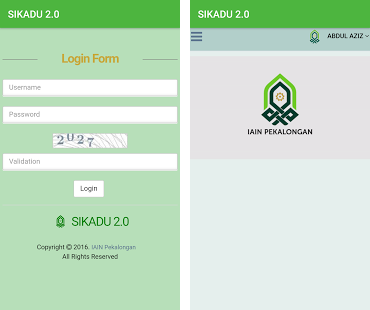 SIKADU 2.0
Login Form
Username
Password
2027
Validation
Login
SIKADU 2.0
Copyright © 2016. IAIN Pekalongan
All Rights Reserved
SIKADU 2.0
ABDUL AZIZ
IAIN PEKALONGAN